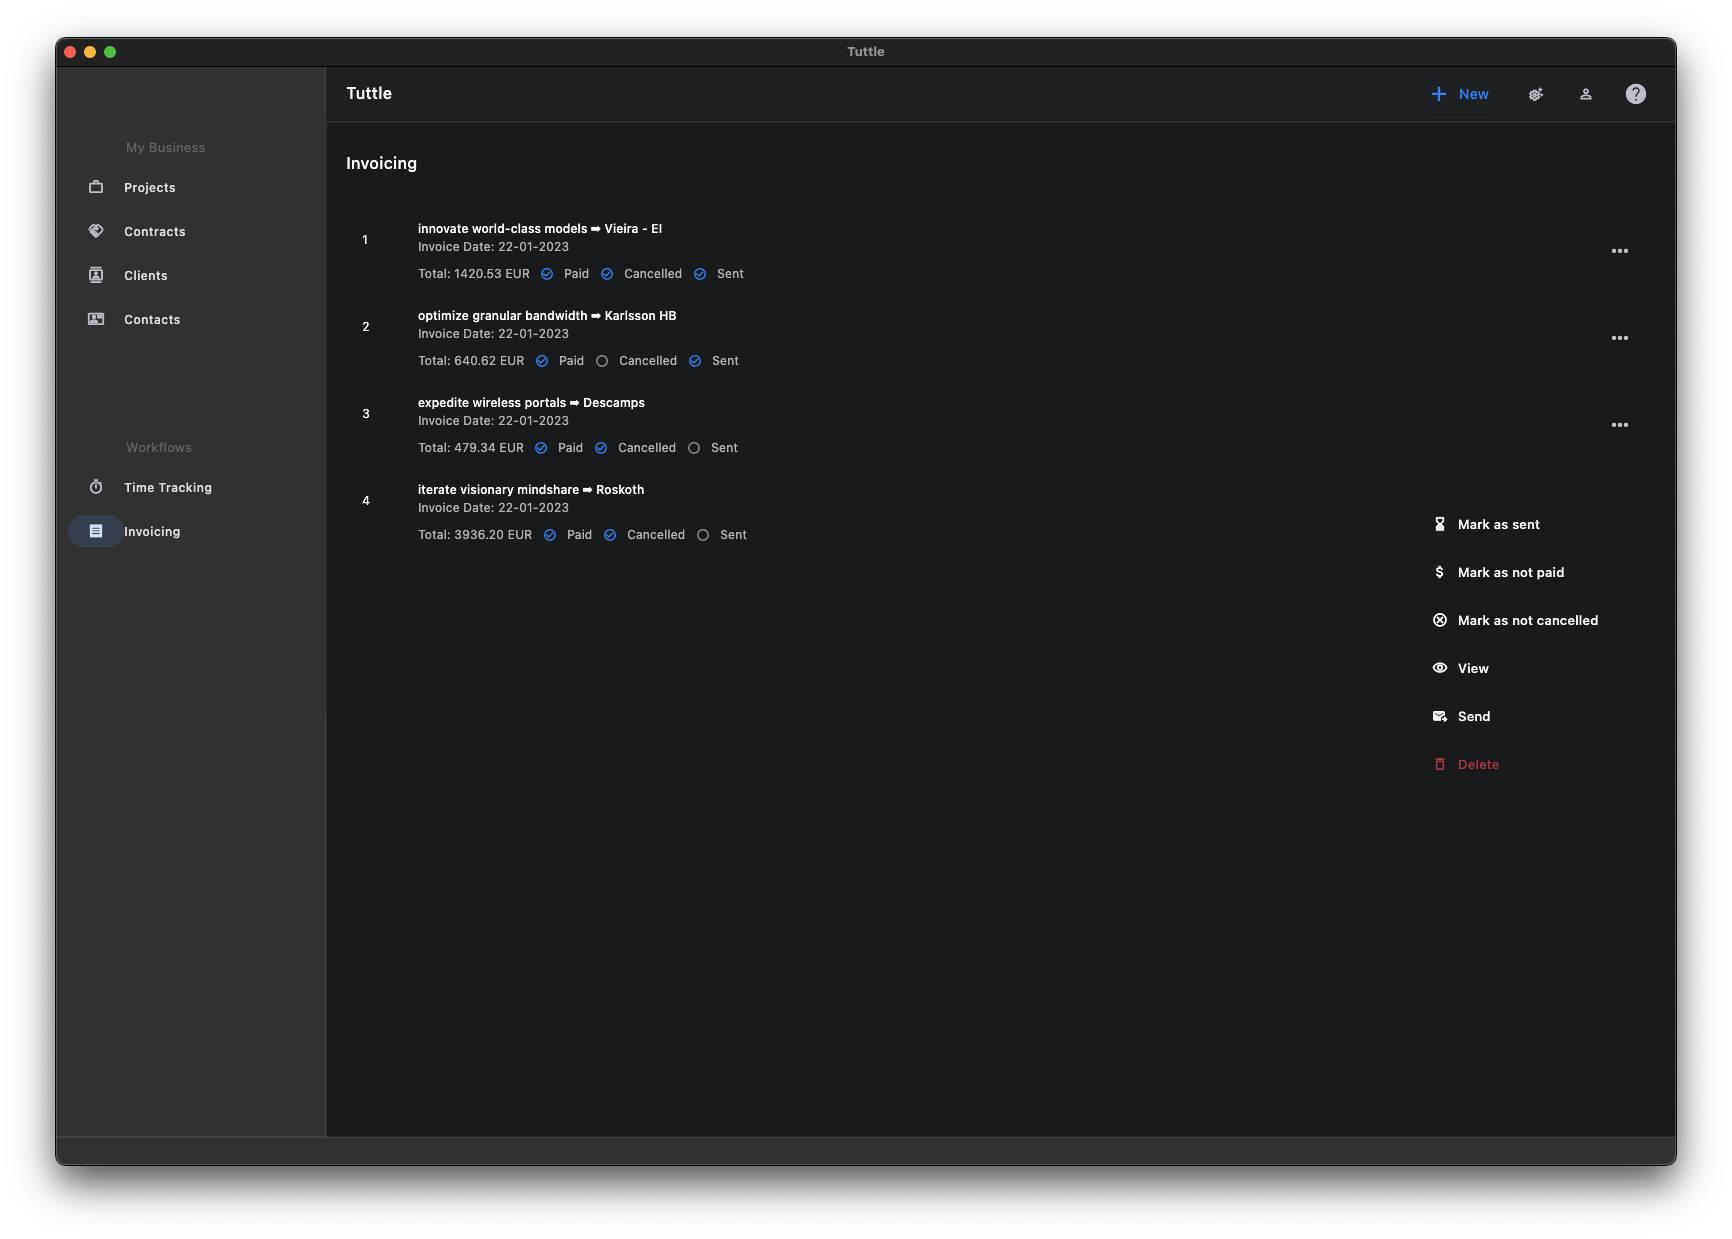 Tuttle
Tuttle
New
My Business
Projects
Contracts
Clients
Contacts
Workflows
Time Tracking
Invoicing
Invoicing
1
innovate world-class models ➡ Vieira - EI
Invoice Date: 22-01-2023
Total: 1420.53 EUR Paid Cancelled Sent
2
optimize granular bandwidth ➡ Karlsson HB
Invoice Date: 22-01-2023
Total: 640.62 EUR Paid Cancelled Sent
3
expedite wireless portals ➡ Descamps
Invoice Date: 22-01-2023
Total: 479.34 EUR Paid Cancelled Sent
4
iterate visionary mindshare ➡ Roskoth
Invoice Date: 22-01-2023
Total: 3936.20 EUR Paid Cancelled Sent
Mark as sent
Mark as not paid
Mark as not cancelled
View
Send
Delete